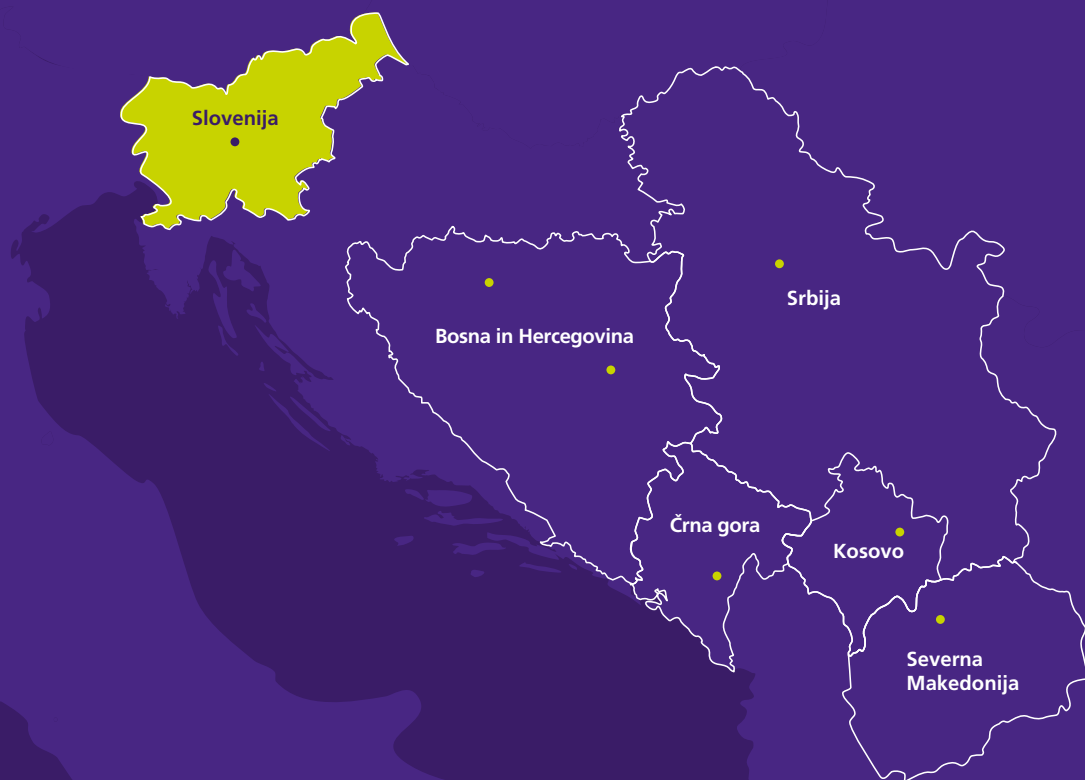 Slovenija
Srbija
Bosna in Hercegovina
Črna gora
Kosovo
Severna
Makedonija